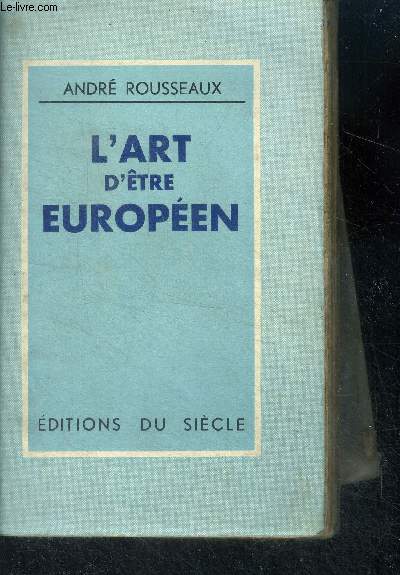 Le-livre.com
ANDRÉ ROUSSEAUX
L'ART
D'ÊTRE
EUROPÉEN
ÉDITIONS DU SIÈCLE